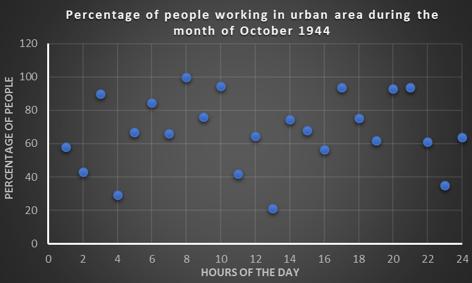 Percentage of people working in urban area during the
month of October 1944
120
100
80
60
40
20
0
PERCENTAGE OF PEOPLE
0 2 4 6 8 10 12 14 16 18 20 22 24
HOURS OF THE DAY